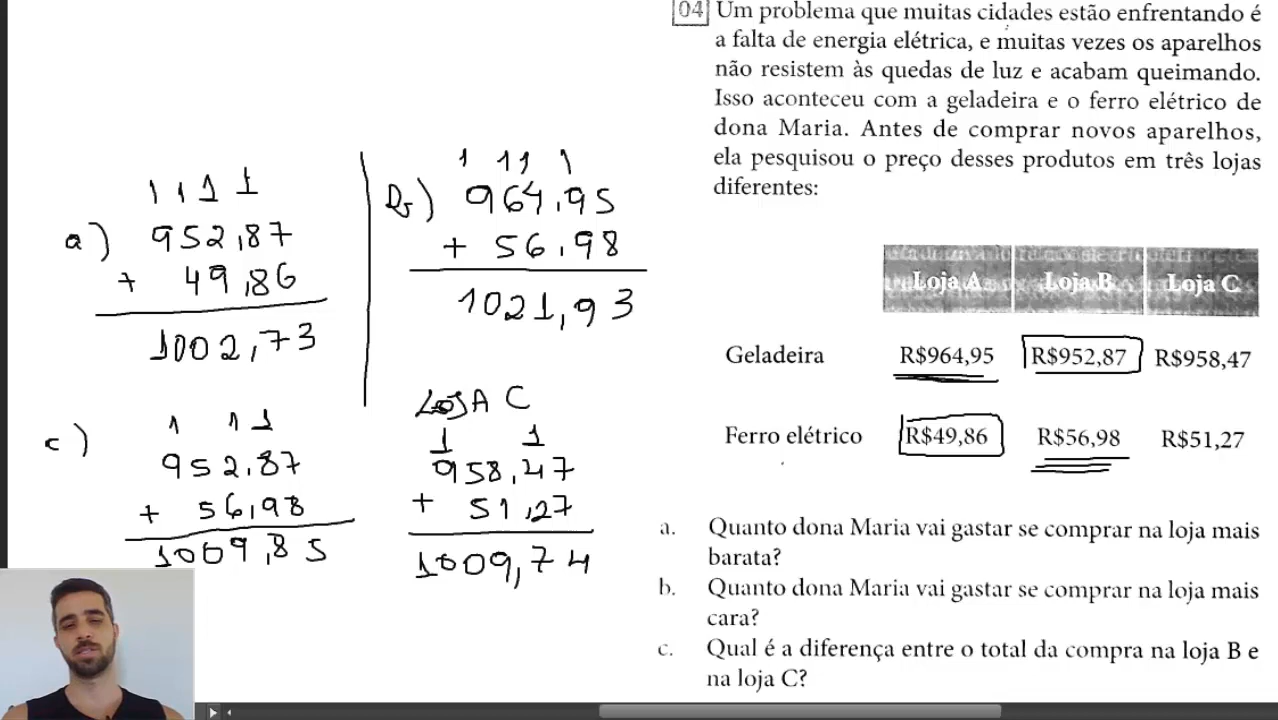 04 Um problema que muitas cidades estão enfrentando é
a falta de energia elétrica, e muitas vezes os aparelhos
não resistem às quedas de luz e acabam queimando.
Isso aconteceu com a geladeira e o ferro elétrico de
dona Maria. Antes de comprar novos aparelhos,
ela pesquisou o preço desses produtos em três lojas
diferentes:
Loja A Loja B Loja C
Geladeira R$964,95 R$952,87 R$958,47
Ferro elétrico R$49,86 R$56,98 R$51,27
a. Quanto dona Maria vai gastar se comprar na loja mais
barata?
b. Quanto dona Maria vai gastar se comprar na loja mais
cara?
c. Qual é a diferença entre o total da compra na loja B e
na loja C?
1 1 1 1
a) 952,87
+ 49,86
1002,73
1 1 1 1
b) 964,95
+ 56,98
1021,93
c) 1 1 1
952,87
+ 56,98
1009,85
LOJA C
1 1
958,47
+ 51,27
1009,74